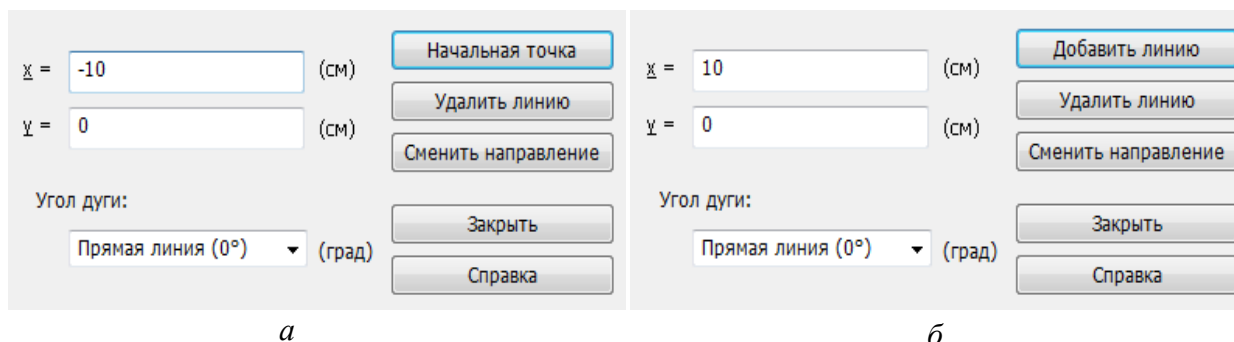 x = -10 (см) Начальная точка
Удалить линию
y = 0 (см)
Сменить направление
Угол дуги:
Закрыть
Прямая линия (0°) (град)
Справка
а
x = 10 (см) Добавить линию
Удалить линию
y = 0 (см)
Сменить направление
Угол дуги:
Закрыть
Прямая линия (0°) (град)
Справка
б